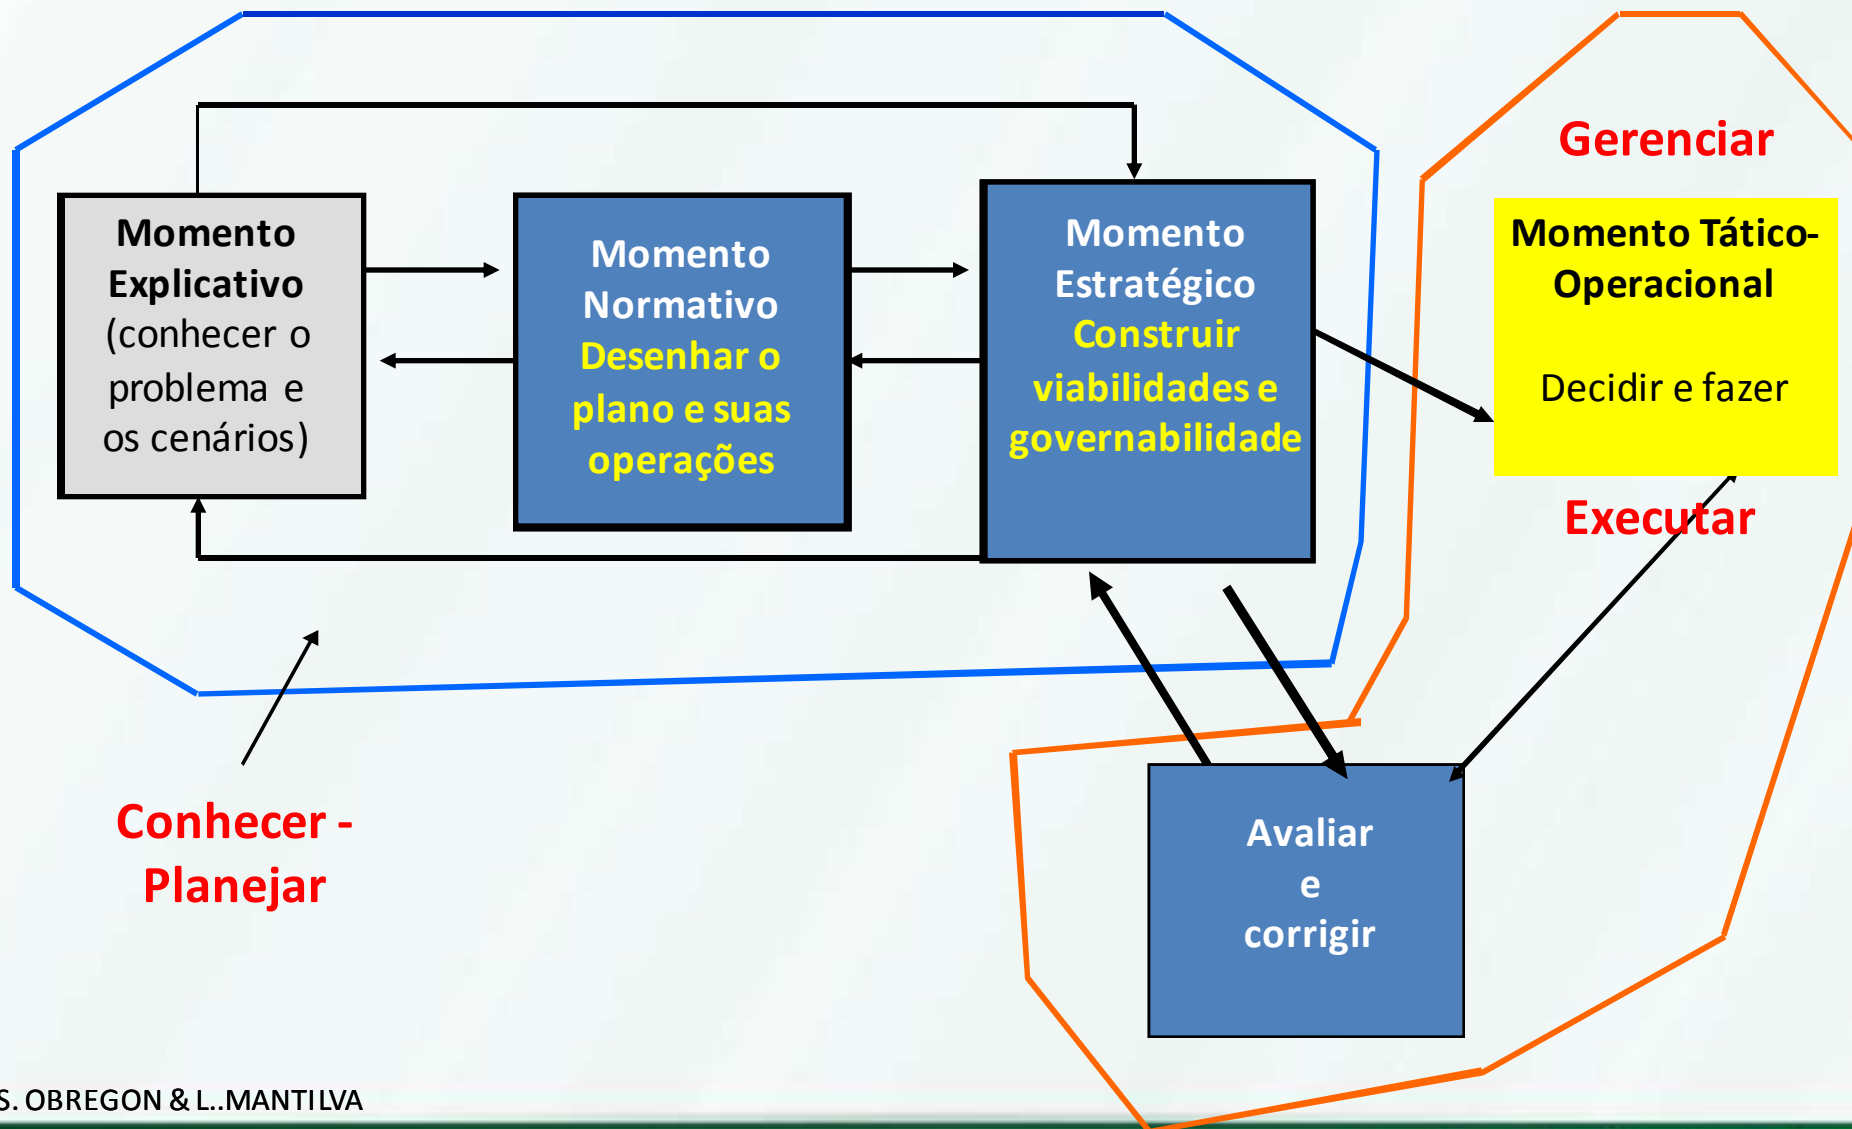 Gerenciar
Momento
Explicativo
(conhecer o
problema e
os cenários)
Momento
Normativo
Desenhar o
plano e suas
operações
Momento
Estratégico
Construir
viabilidades e
governabilidade
Momento Tático-
Operacional
Decidir e fazer
Executar
Conhecer -
Planejar
Avaliar
e
corrigir
S. OBREGON & L..MANTILVA